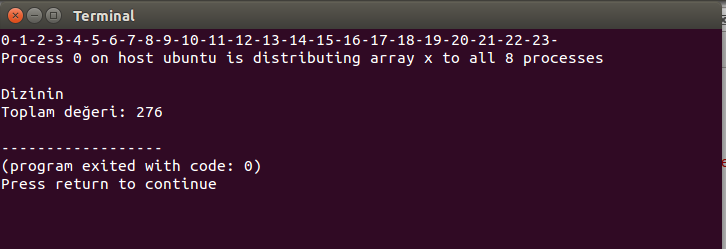 Terminal
0-1-2-3-4-5-6-7-8-9-10-11-12-13-14-15-16-17-18-19-20-21-22-23-
Process 0 on host ubuntu is distributing array x to all 8 processes
Dizinin
Toplam değeri: 276
------------------
(program exited with code: 0)
Press return to continue